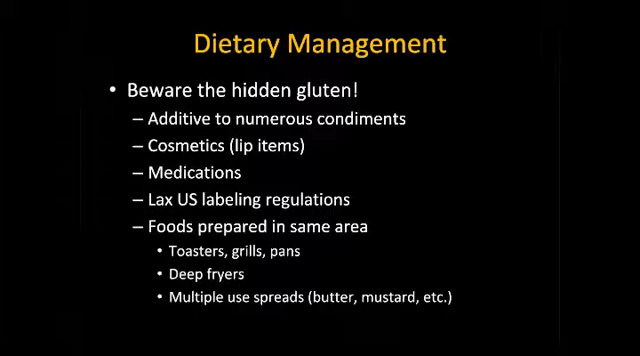 Dietary Management
• Beware the hidden gluten!
– Additive to numerous condiments
– Cosmetics (lip items)
– Medications
– Lax US labeling regulations
– Foods prepared in same area
• Toasters, grills, pans
• Deep fryers
• Multiple use spreads (butter, mustard, etc.)